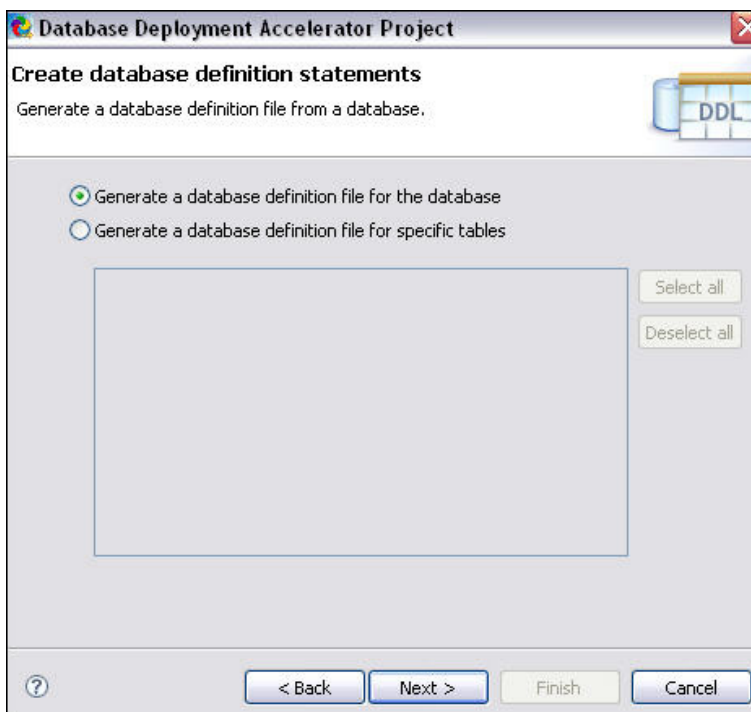 Database Deployment Accelerator Project
Create database definition statements
Generate a database definition file from a database.
DDL
Generate a database definition file for the database
Generate a database definition file for specific tables
Select all
Deselect all
?
< Back
Next >
Finish
Cancel